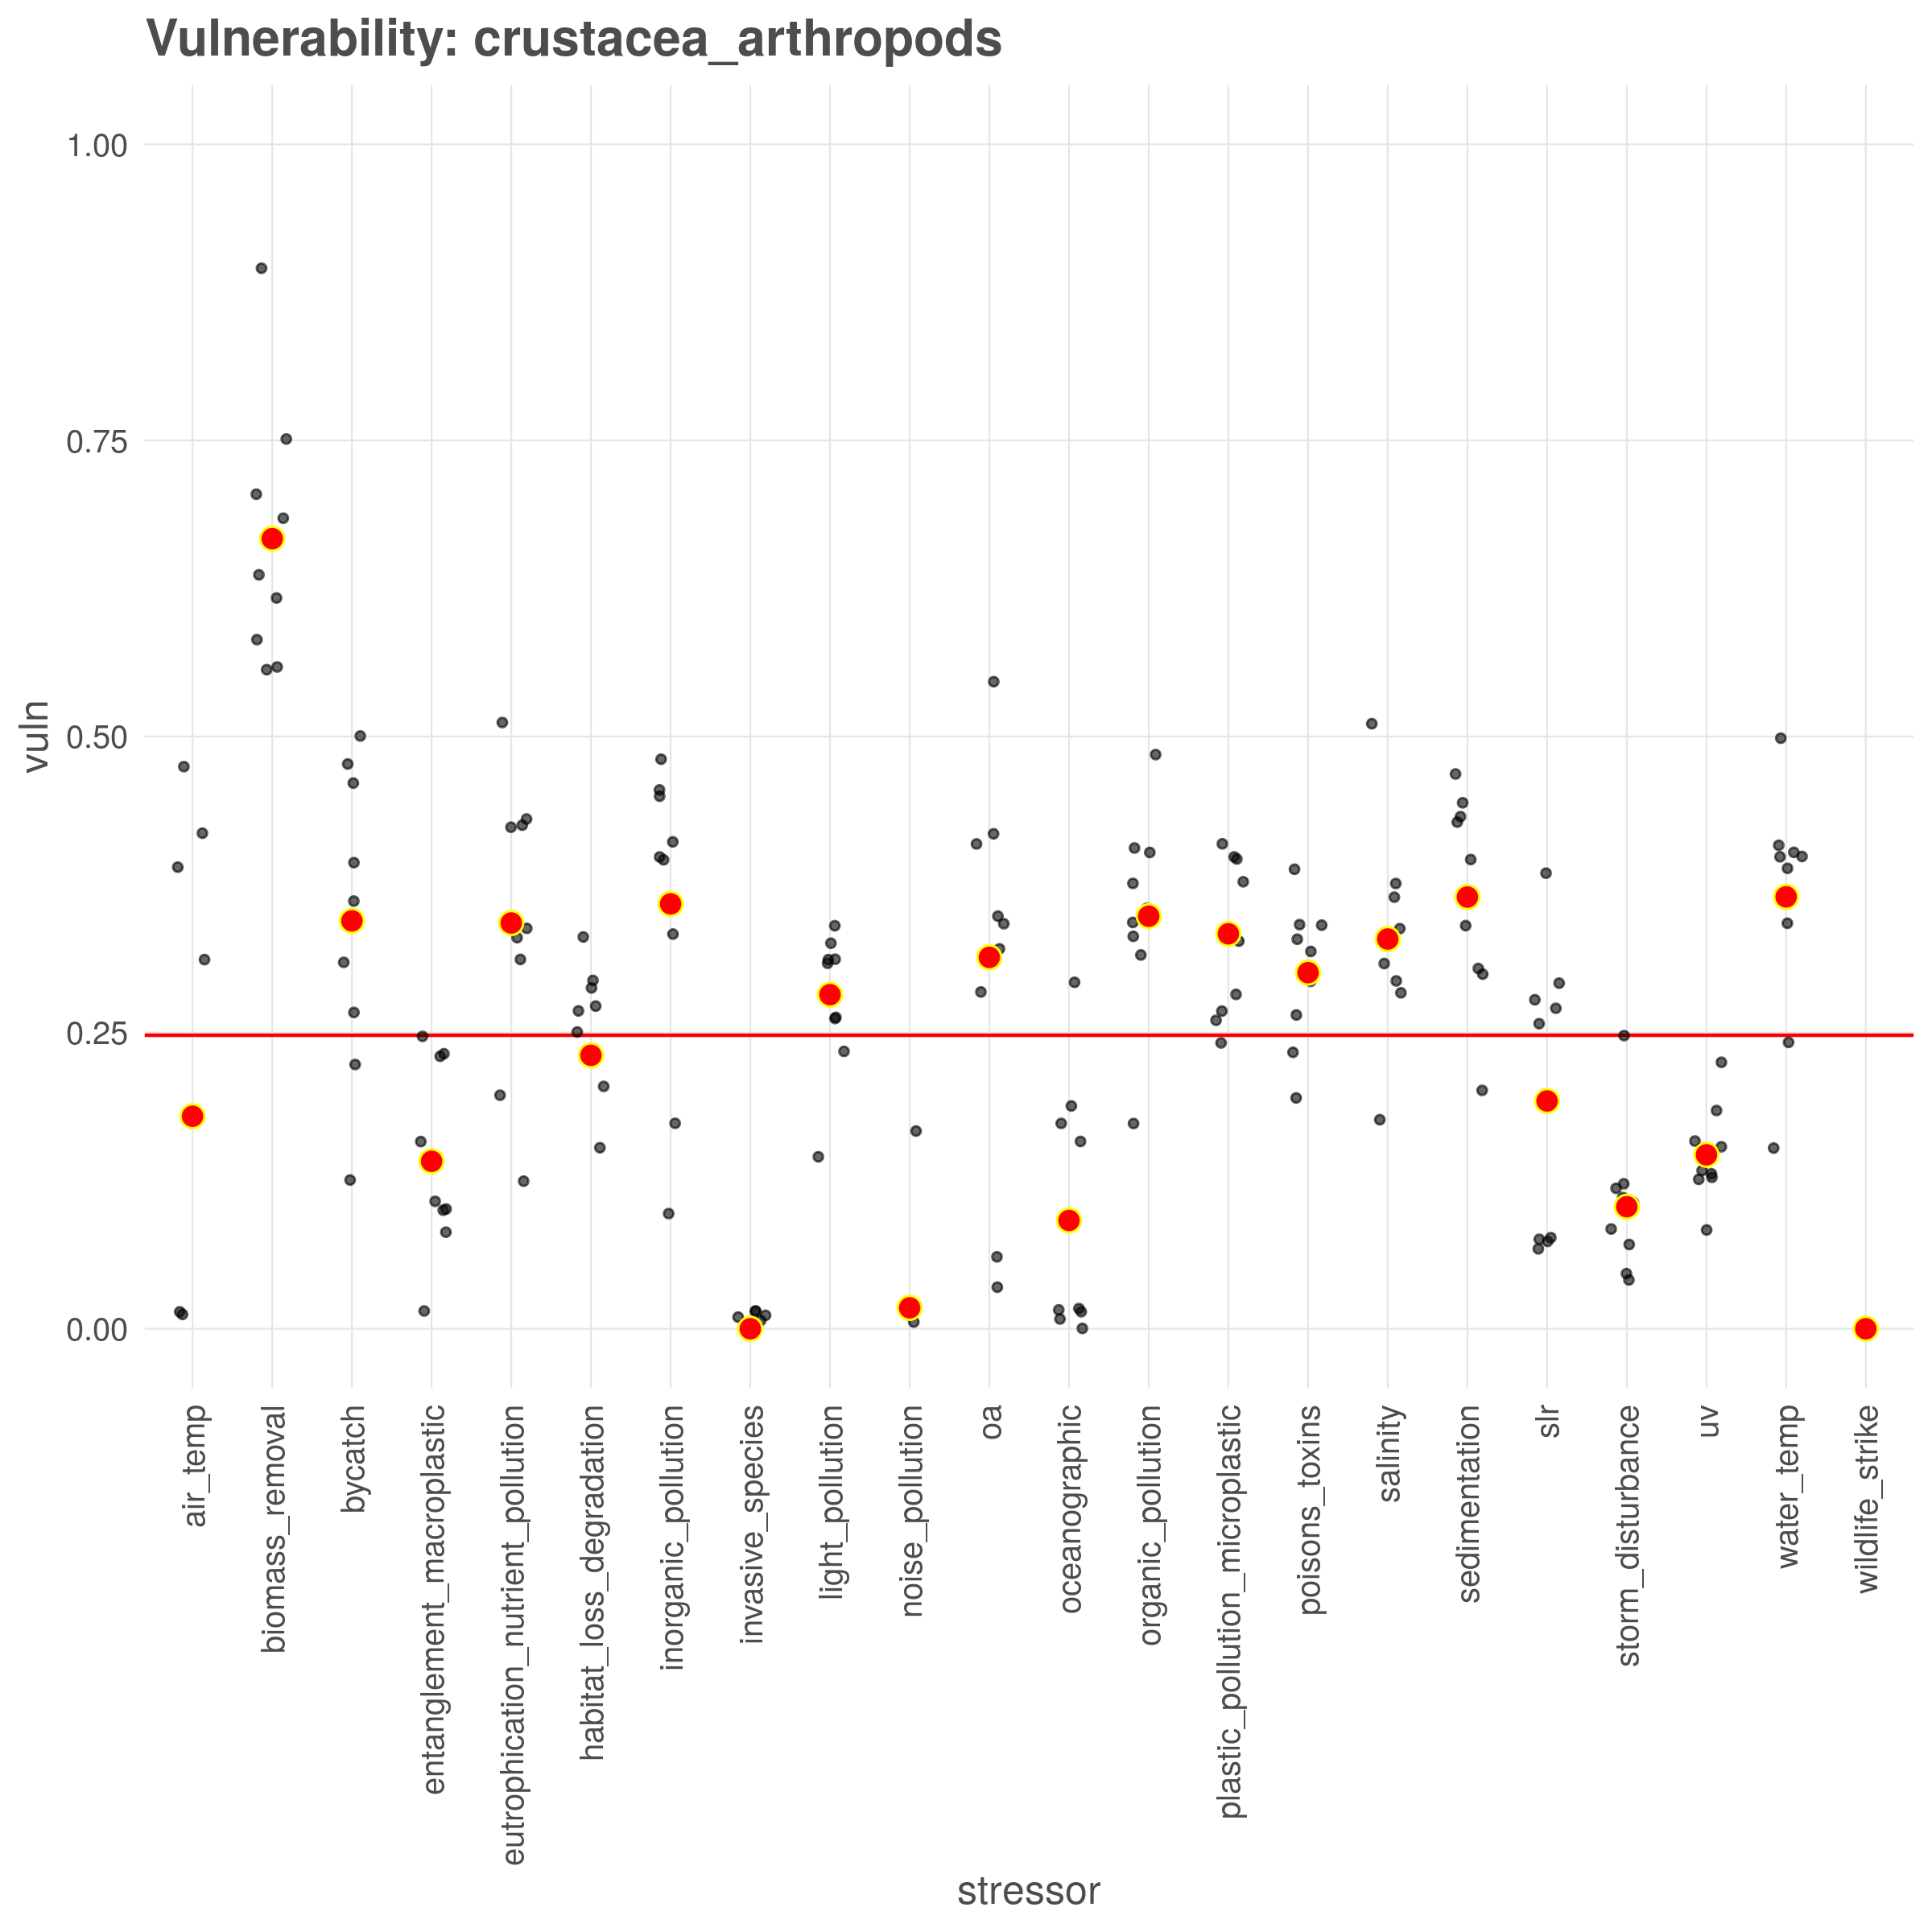 Vulnerability: crustacea_arthropods
1.00
0.75
0.50
0.25
0.00
vuln
air_temp
biomass_removal
bycatch
entanglement_macroplastic
eutrophication_nutrient_pollution
habitat_loss_degradation
inorganic_pollution
invasive_species
light_pollution
noise_pollution
oa
oceanographic
organic_pollution
plastic_pollution_microplastic
poisons_toxins
salinity
sedimentation
slr
storm_disturbance
uv
water_temp
wildlife_strike
stressor